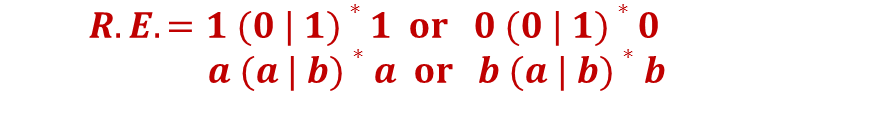 R. E. = 1 (0 | 1)* 1 or 0 (0 | 1)* 0
a (a | b)* a or b (a | b)* b